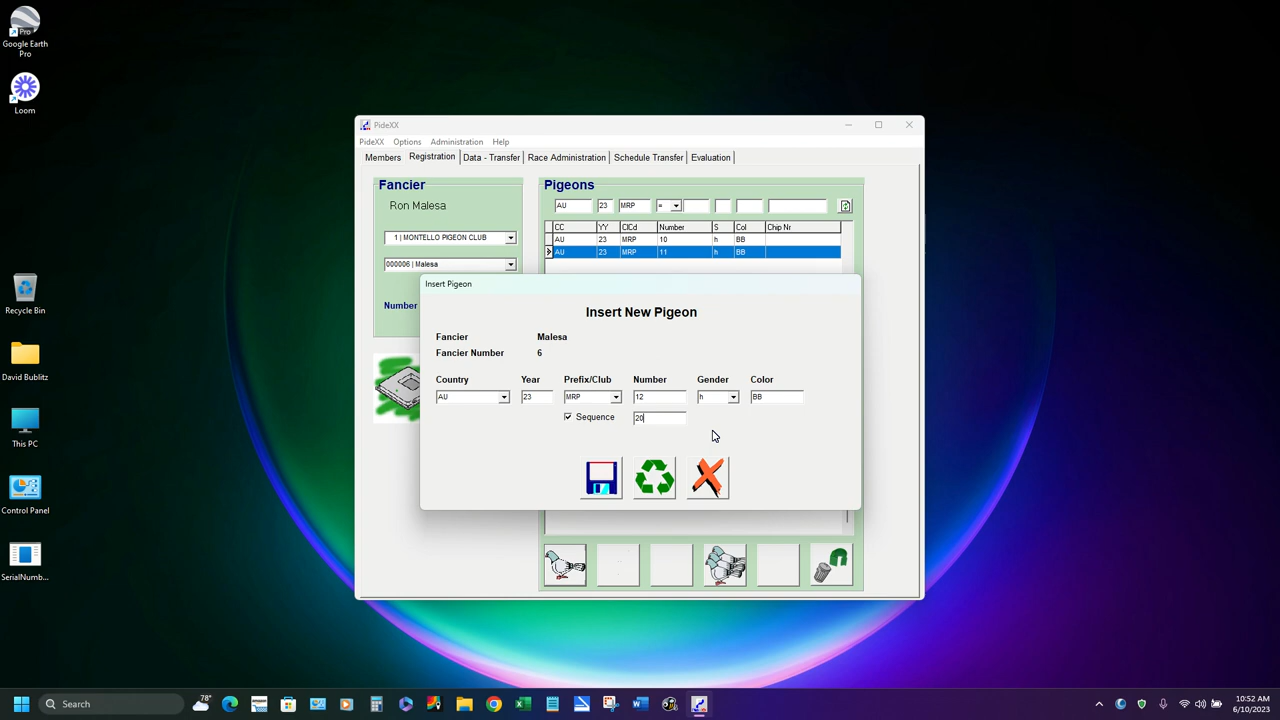 Google Earth
Pro
Loom
Recycle Bin
David Bublitz
This PC
Control Panel
SerialNumb...
PideXX
PideXX Options Administration Help
Members Registration Data - Transfer Race Administration Schedule Transfer Evaluation
Fancier
Ron Malesa
1 | MONTELLO PIGEON CLUB
000006 | Malesa
Number
Pigeons
AU 23 MRP =
CC YY ClCd Number S Col Chip Nr
AU 23 MRP 10 h BB
AU 23 MRP 11 h BB
Insert Pigeon
Insert New Pigeon
Fancier Malesa
Fancier Number 6
Country Year Prefix/Club Number Gender Color
AU 23 MRP 12 h BB
Sequence 20
Search
78°
10:52 AM
6/10/2023